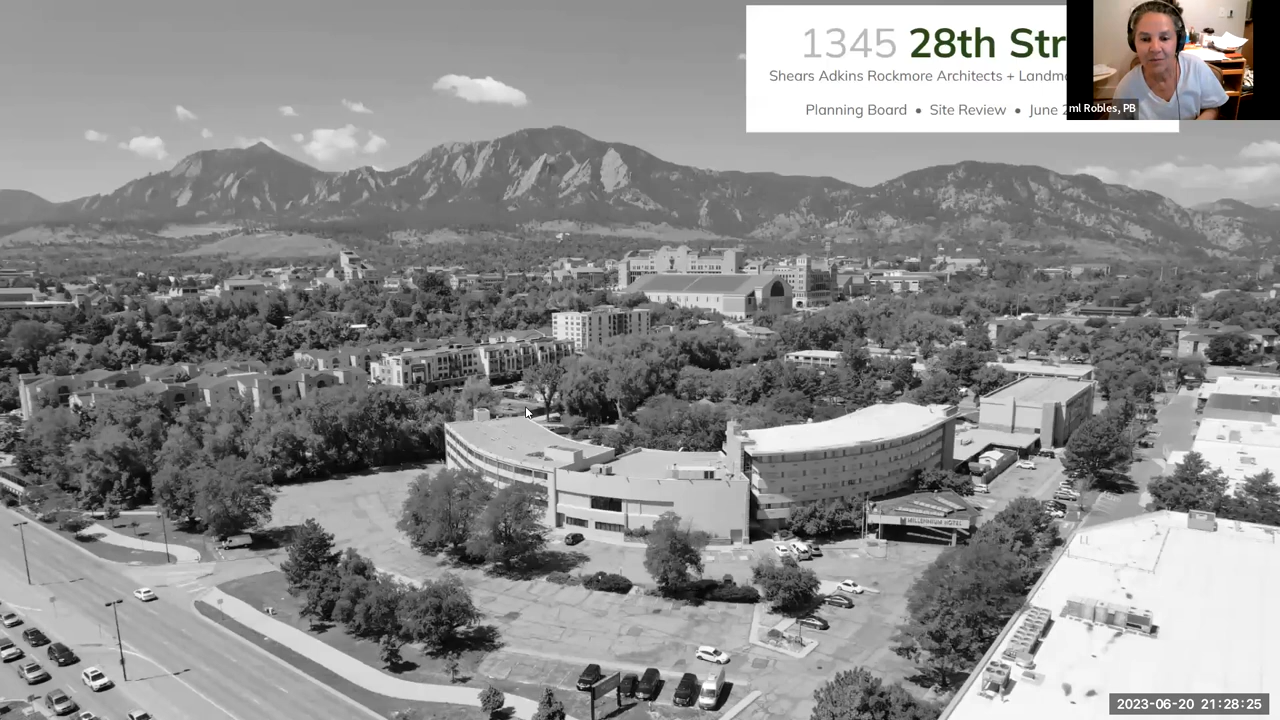 1345 28th Str
Shears Adkins Rockmore Architects + Landm
Planning Board • Site Review • June 2
ml Robles, PB
MILLENNIUM HOTEL
2023-06-20 21:28:25